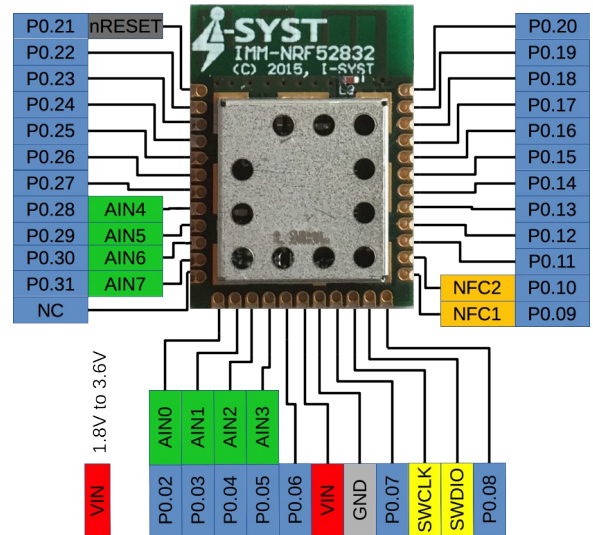 P0.21 nRESET
P0.22
P0.23
P0.24
P0.25
P0.26
P0.27
P0.28 AIN4
P0.29 AIN5
P0.30 AIN6
P0.31 AIN7
NC
I-SYST
IMM-NRF52832
(C) 2015, I-SYST
L3
P0.20
P0.19
P0.18
P0.17
P0.16
P0.15
P0.14
P0.13
P0.12
P0.11
NFC2 P0.10
NFC1 P0.09
VIN 1.8V to 3.6V
AIN0
AIN1
AIN2
AIN3
P0.02
P0.03
P0.04
P0.05
P0.06
VIN
GND
P0.07
SWCLK
SWDIO
P0.08